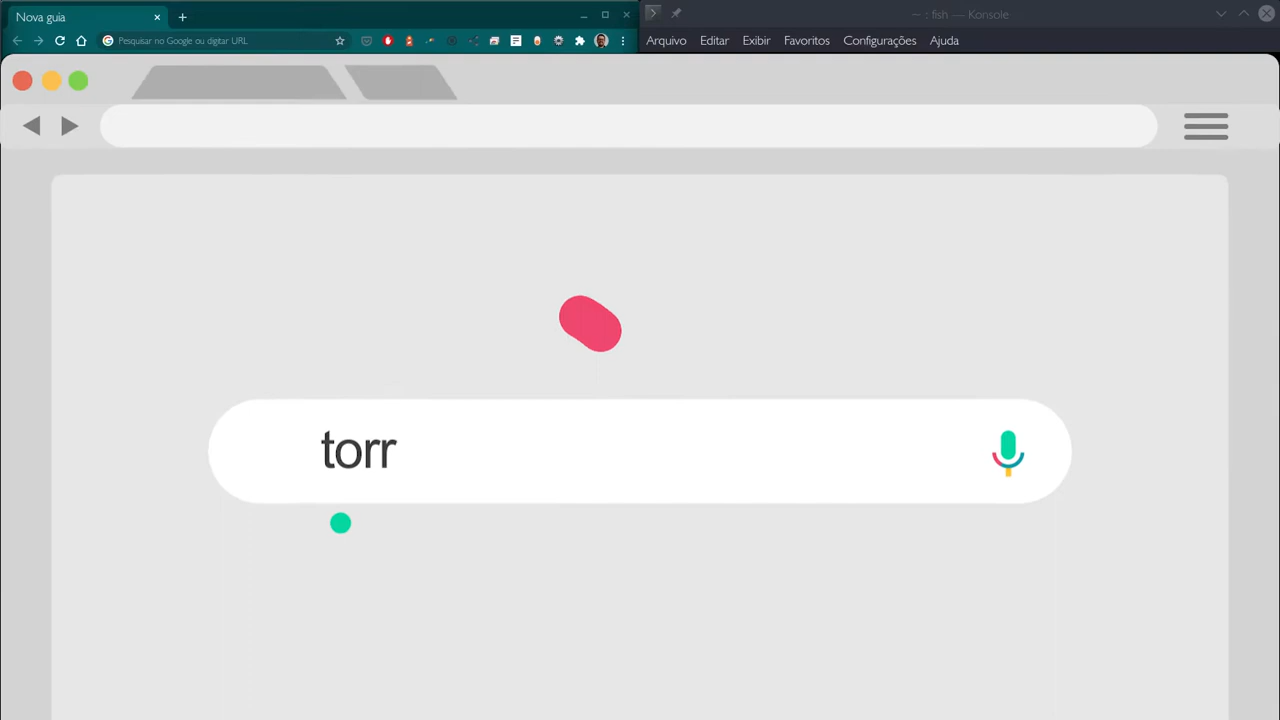 Nova guia
~ : fish — Konsole
Pesquisar no Google ou digitar URL
Arquivo Editar Exibir Favoritos Configurações Ajuda
torr